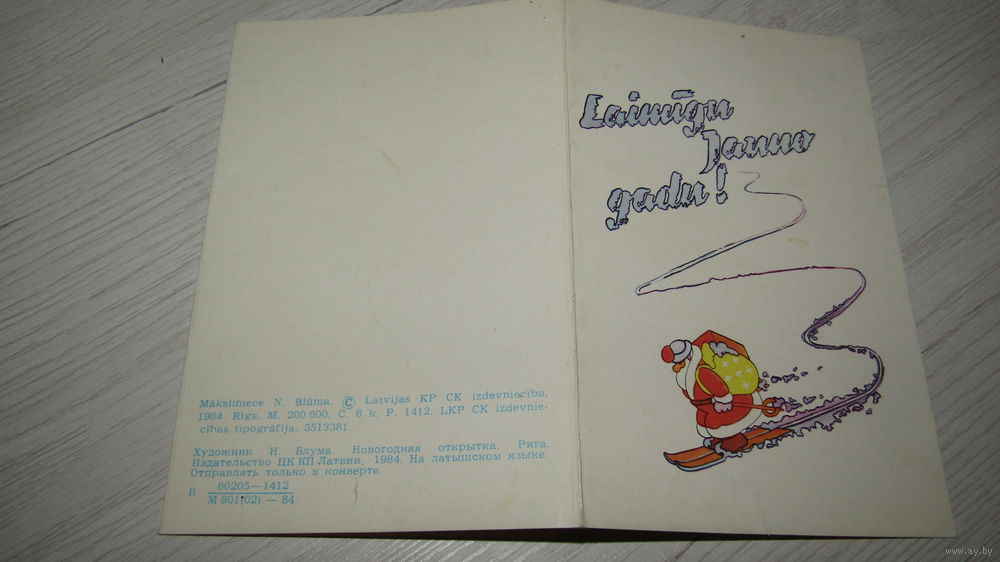 Māksliniece N. Blūma. © Latvijas KP CK izdevniecība,
1984. Rīga. M. 200 000. C. 6. k. P. 1412. LKP CK izdevnie-
cības tipogrāfija. 5513381.
Художник Н. Блума. Новогодняя открытка. Рига.
Издательство ЦК КП Латвии, 1984. На латышском языке.
Отправлять только в конверте.
В 80205—1412
М 801(02) — 84
Laimīgu
Jauno
gadu!
www.ay.by